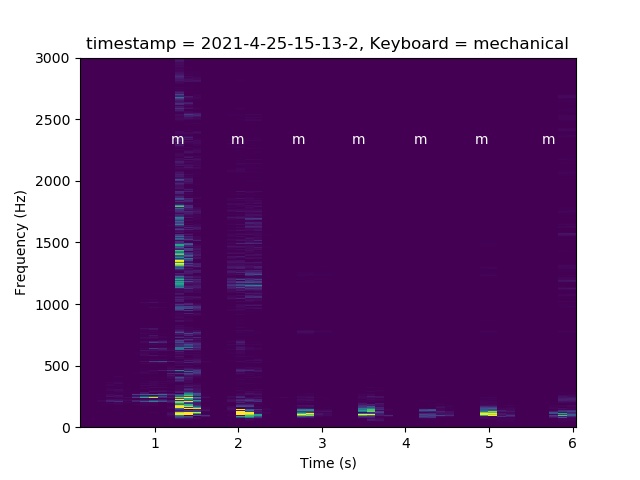 timestamp = 2021-4-25-15-13-2, Keyboard = mechanical
3000
2500
m m m m m m m
2000
1500
1000
500
0
Frequency (Hz)
1 2 3 4 5 6
Time (s)